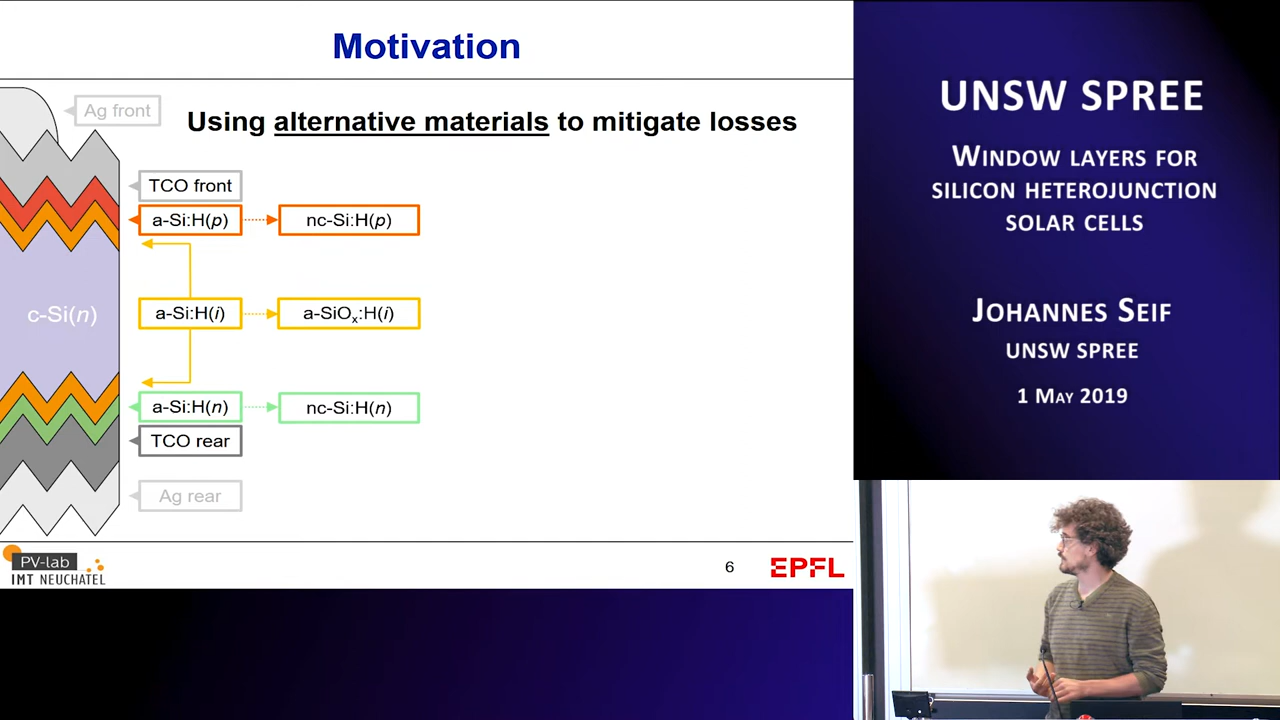 Motivation
Ag front
Using alternative materials to mitigate losses
TCO front
a-Si:H(p)
nc-Si:H(p)
c-Si(n)
a-Si:H(i)
a-SiOx:H(i)
a-Si:H(n)
nc-Si:H(n)
TCO rear
Ag rear
PV-lab
IMT NEUCHATEL
6
EPFL
UNSW SPREE
WINDOW LAYERS FOR
SILICON HETEROJUNCTION
SOLAR CELLS
JOHANNES SEIF
UNSW SPREE
1 MAY 2019